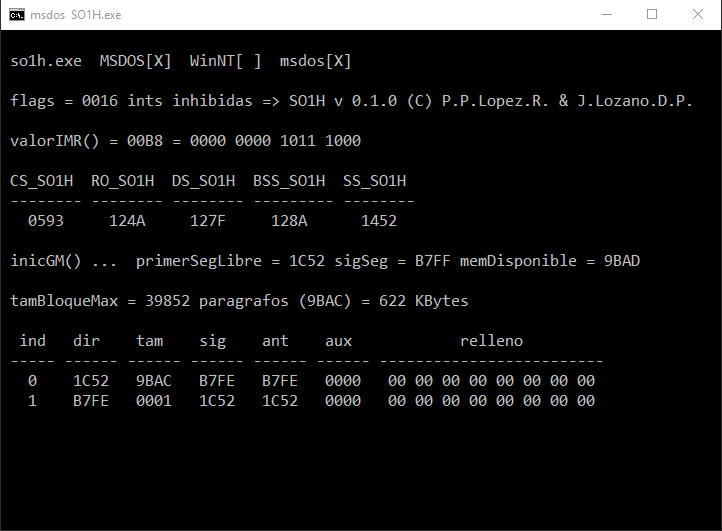 msdos SO1H.exe
so1h.exe  MSDOS[X]  WinNT[ ]  msdos[X]
flags = 0016 ints inhibidas => SO1H v 0.1.0 (C) P.P.Lopez.R. & J.Lozano.D.P.
valorIMR() = 00B8 = 0000 0000 1011 1000
CS_SO1H  RO_SO1H  DS_SO1H  BSS_SO1H  SS_SO1H
-------- -------- -------- --------- --------
  0593     124A     127F     128A      1452
inicGM() ...  primerSegLibre = 1C52 sigSeg = B7FF memDisponible = 9BAD
tamBloqueMax = 39852 paragrafos (9BAC) = 622 KBytes
 ind   dir    tam    sig    ant    aux            relleno
----- ------ ------ ------ ------ ------ -------------------------
  0    1C52   9BAC   B7FE   B7FE   0000   00 00 00 00 00 00 00 00
  1    B7FE   0001   1C52   1C52   0000   00 00 00 00 00 00 00 00